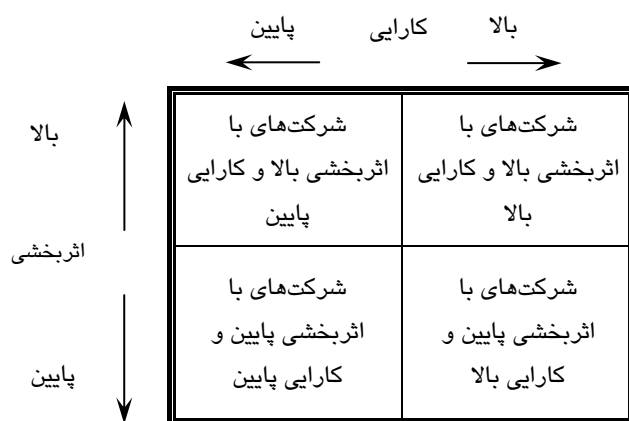 بالا کارایی پایین
بالا
اثربخشی
پایین
شرکت‌های با
اثربخشی بالا و کارایی
بالا
شرکت‌های با
اثربخشی بالا و کارایی
پایین
شرکت‌های با
اثربخشی پایین و
کارایی بالا
شرکت‌های با
اثربخشی پایین و
کارایی پایین